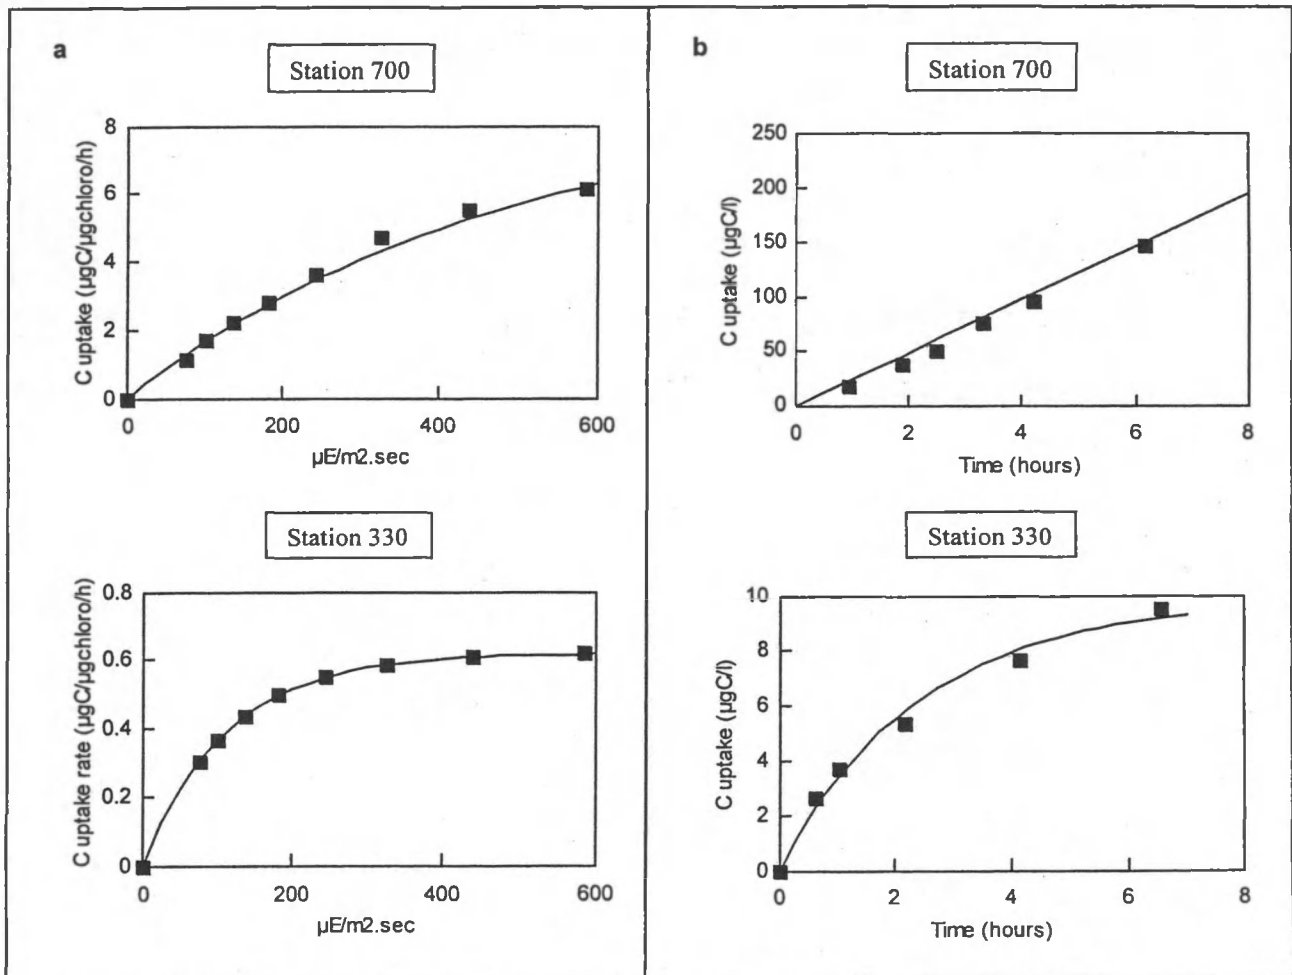 a
Station 700
C uptake (µgC/µgchloro/h)
8
6
4
2
0
0 200 400 600
µE/m2.sec
Station 330
C uptake rate (µgC/µgchloro/h)
0.8
0.6
0.4
0.2
0
0 200 400 600
µE/m2.sec
b
Station 700
C uptake (µgC/l)
250
200
150
100
50
0
0 2 4 6 8
Time (hours)
Station 330
C uptake (µgC/l)
10
8
6
4
2
0
0 2 4 6 8
Time (hours)